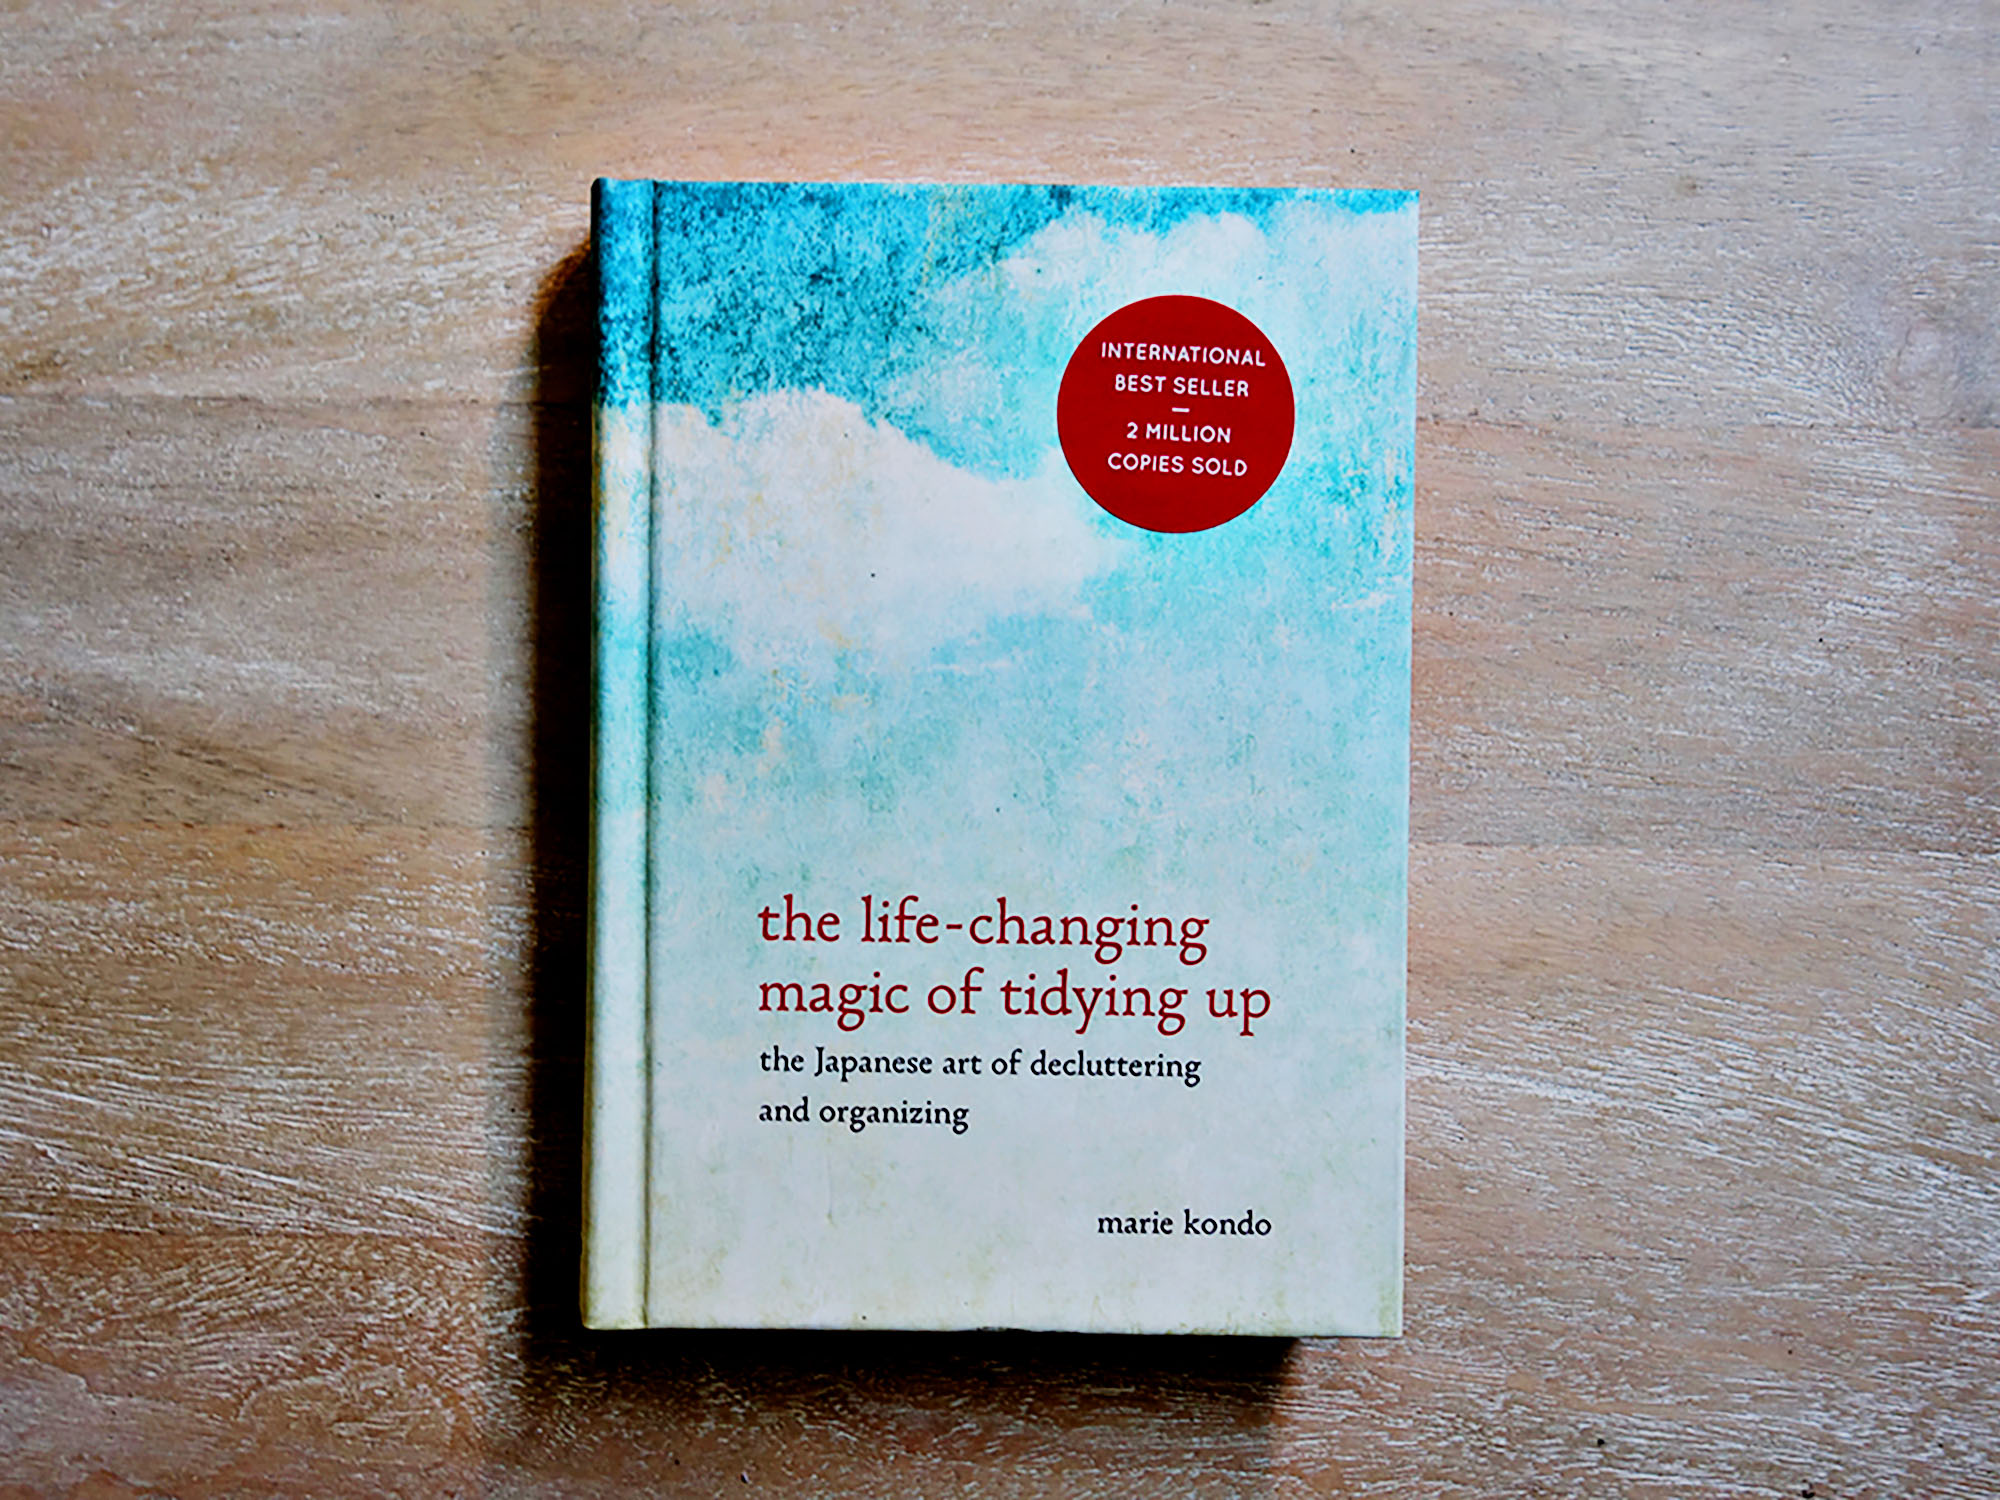 INTERNATIONAL
BEST SELLER
—
2 MILLION
COPIES SOLD
the life-changing
magic of tidying up
the Japanese art of decluttering
and organizing
marie kondo